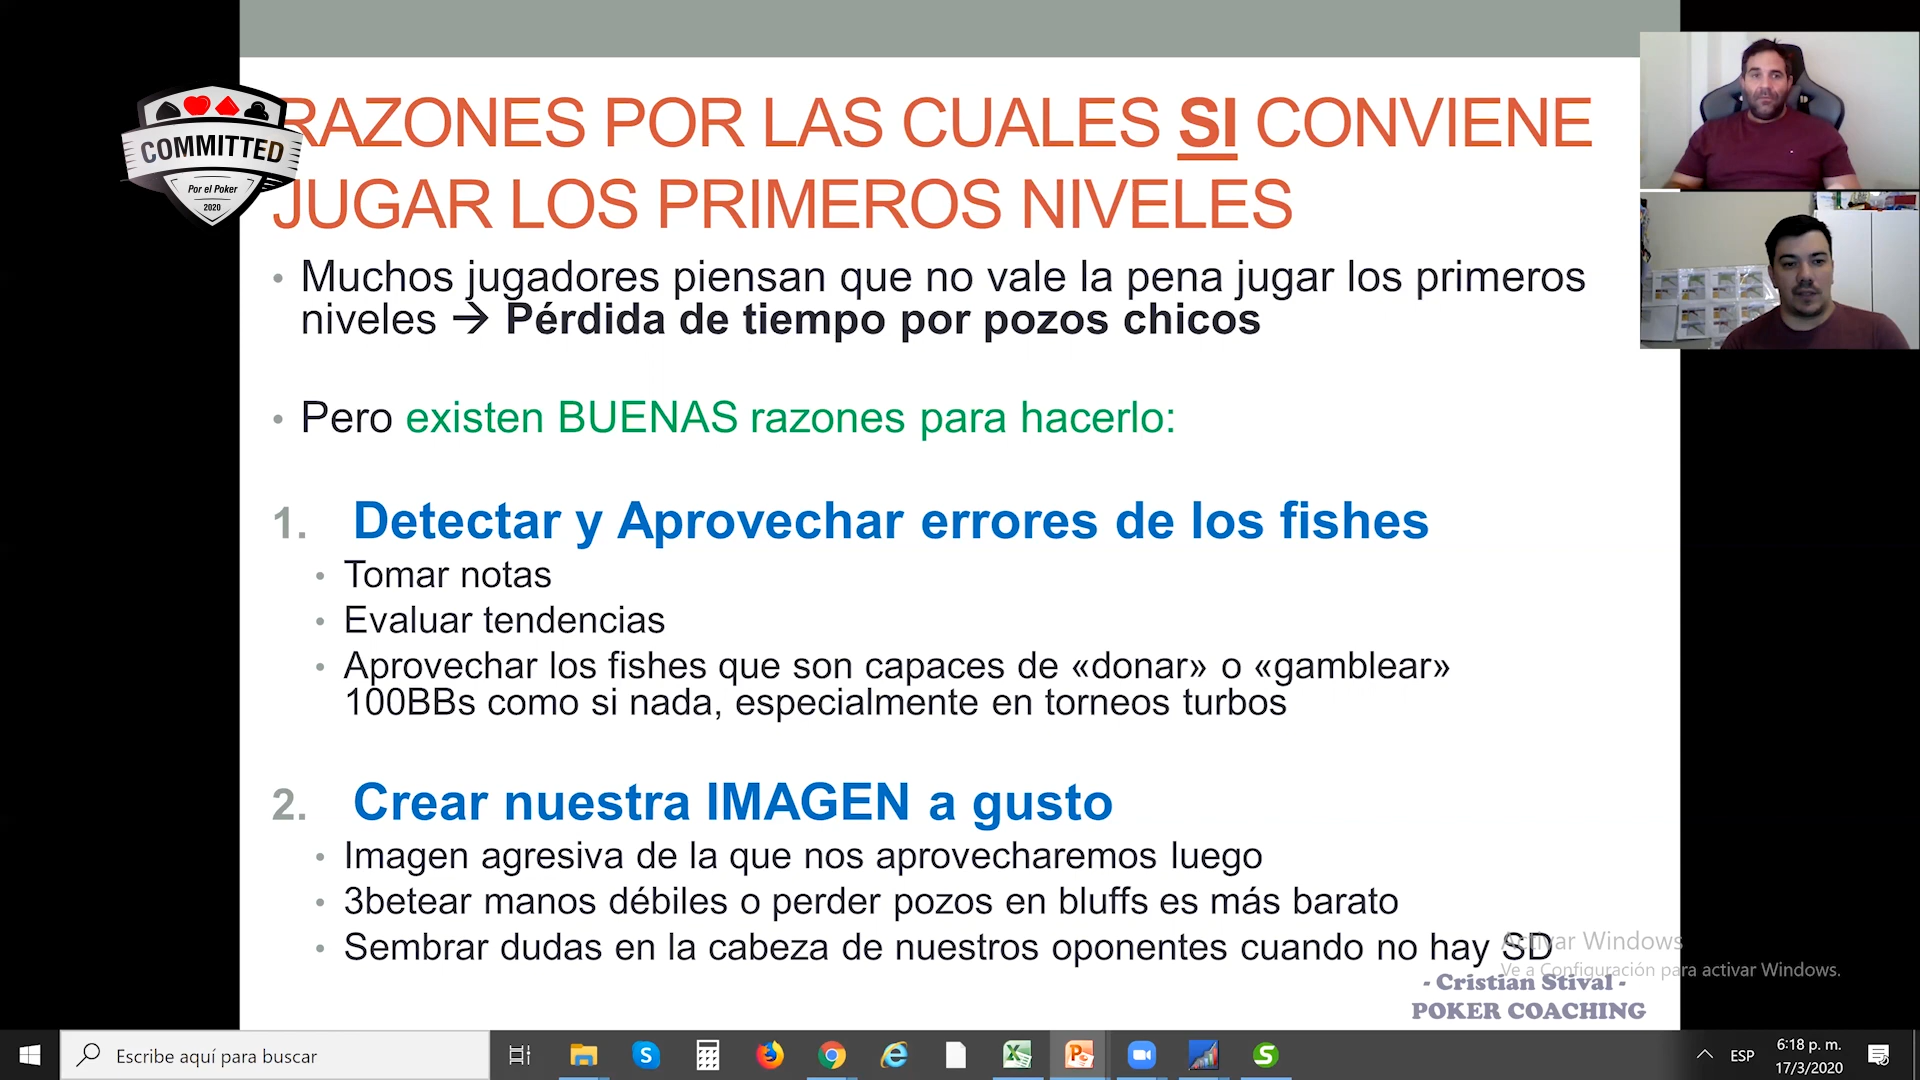 COMMITTED
Por el Poker
2020
RAZONES POR LAS CUALES SI CONVIENE
JUGAR LOS PRIMEROS NIVELES
• Muchos jugadores piensan que no vale la pena jugar los primeros
niveles → Pérdida de tiempo por pozos chicos
• Pero existen BUENAS razones para hacerlo:
1. Detectar y Aprovechar errores de los fishes
• Tomar notas
• Evaluar tendencias
• Aprovechar los fishes que son capaces de «donar» o «gamblear»
100BBs como si nada, especialmente en torneos turbos
2. Crear nuestra IMAGEN a gusto
• Imagen agresiva de la que nos aprovecharemos luego
• 3betear manos débiles o perder pozos en bluffs es más barato
• Sembrar dudas en la cabeza de nuestros oponentes cuando no hay SD
Activar Windows
Ve a Configuración para activar Windows.
- Cristian Stival -
POKER COACHING
Escribe aquí para buscar
ESP
6:18 p. m.
17/3/2020